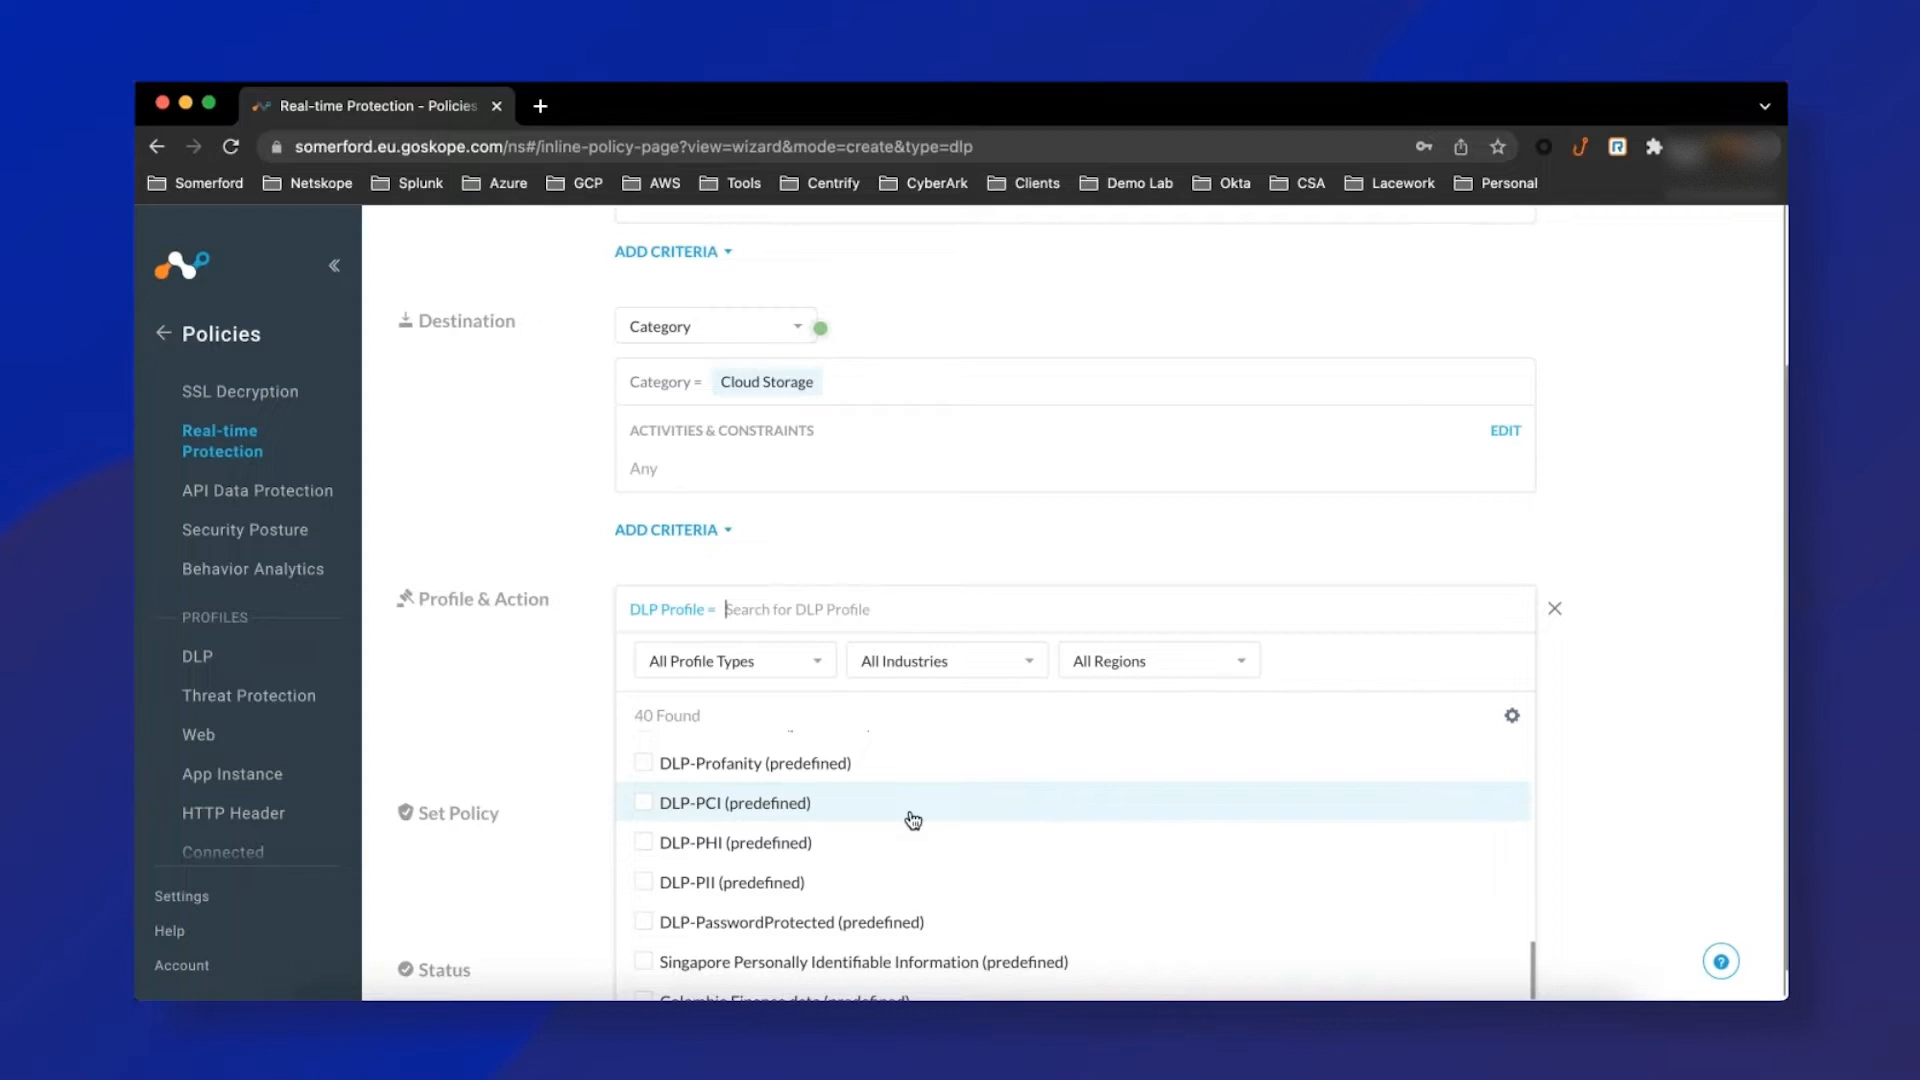 Real-time Protection - Policies
somerford.eu.goskope.com/ns#/inline-policy-page?view=wizard&mode=create&type=dlp
Somerford Netskope Splunk Azure GCP AWS Tools Centrify CyberArk Clients Demo Lab Okta CSA Lacework Personal
Policies
SSL Decryption
Real-time
Protection
API Data Protection
Security Posture
Behavior Analytics
PROFILES
DLP
Threat Protection
Web
App Instance
HTTP Header
Connected
Settings
Help
Account
ADD CRITERIA
Destination
Category
Category = Cloud Storage
ACTIVITIES & CONSTRAINTS EDIT
Any
ADD CRITERIA
Profile & Action
DLP Profile = Search for DLP Profile
All Profile Types All Industries All Regions
40 Found
DLP-Profanity (predefined)
DLP-PCI (predefined)
DLP-PHI (predefined)
DLP-PII (predefined)
DLP-PasswordProtected (predefined)
Singapore Personally Identifiable Information (predefined)
Set Policy
Status